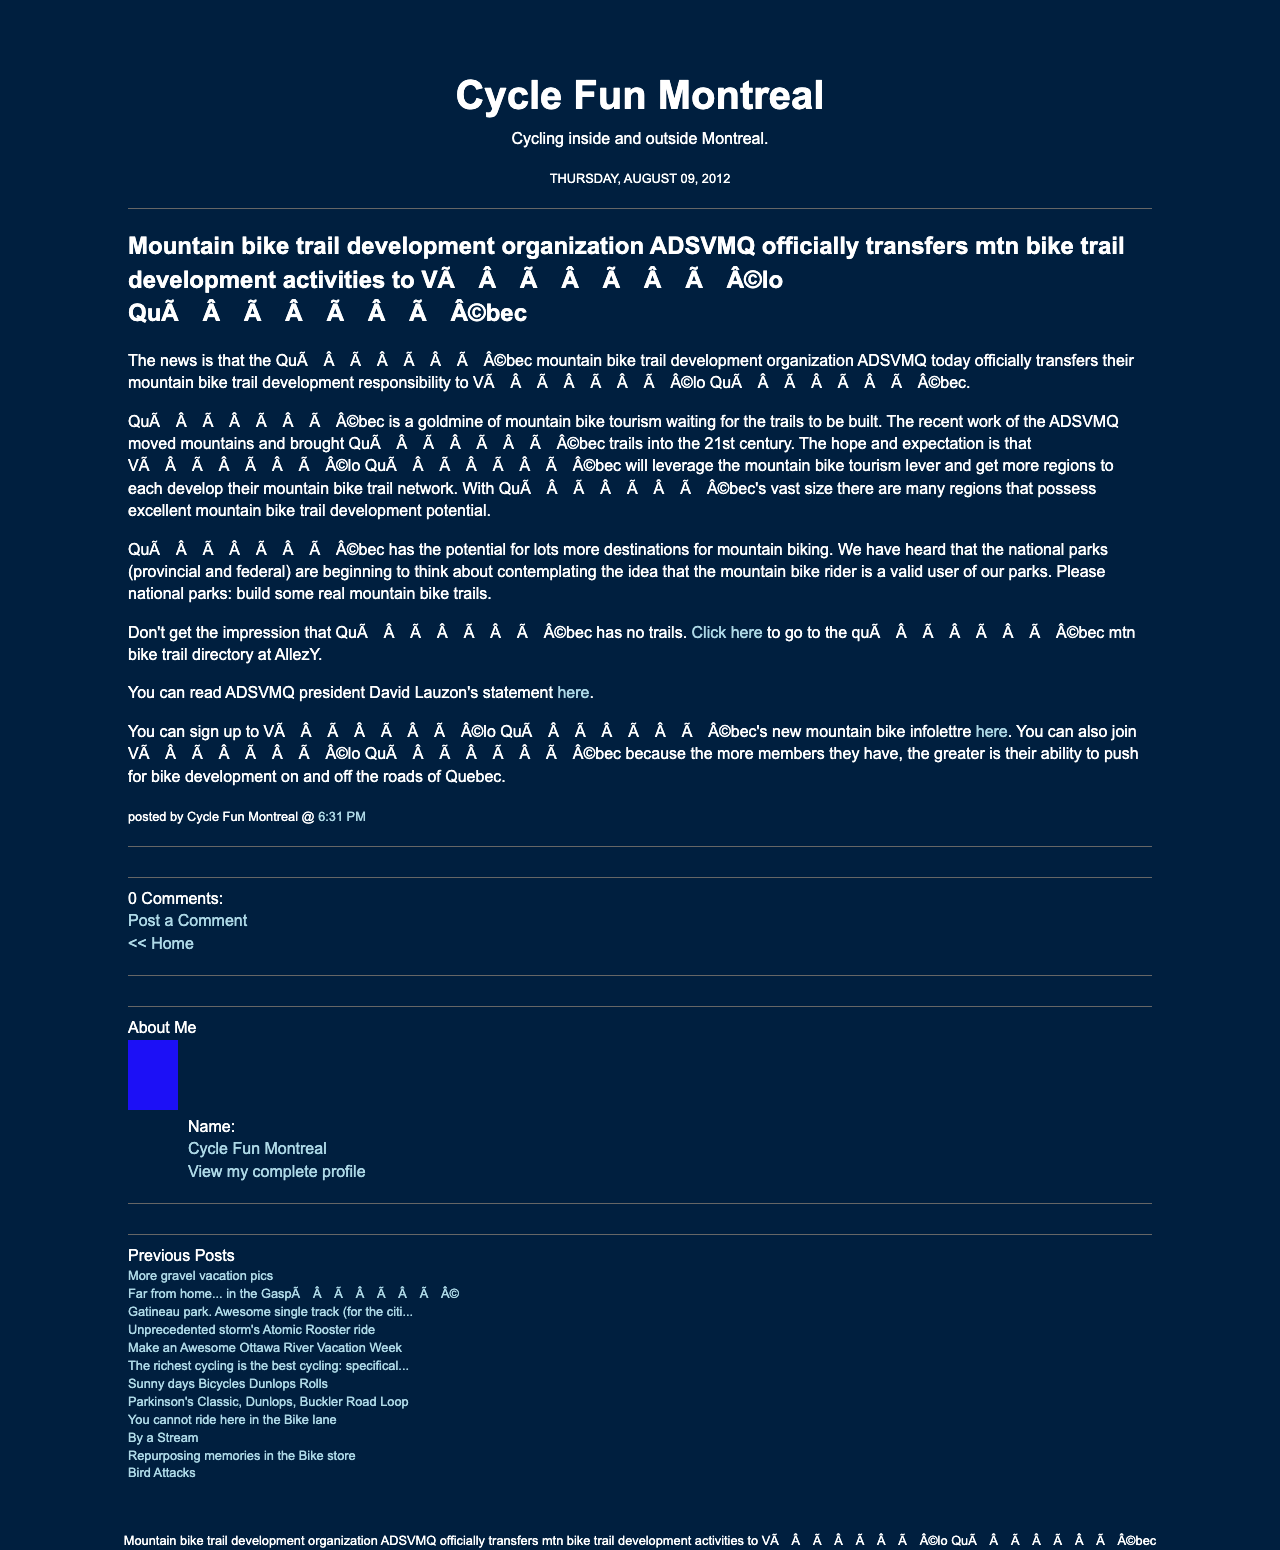 Cycle Fun Montreal
Cycling inside and outside Montreal.
THURSDAY, AUGUST 09, 2012
Mountain bike trail development organization ADSVMQ officially transfers mtn bike trail
development activities to VÃ Â Ã Â Ã Â Ã Â©lo
QuÃ Â Ã Â Ã Â Ã Â©bec
The news is that the QuÃ Â Ã Â Ã Â Ã Â©bec mountain bike trail development organization ADSVMQ today officially transfers their
mountain bike trail development responsibility to VÃ Â Ã Â Ã Â Ã Â©lo QuÃ Â Ã Â Ã Â Ã Â©bec.
QuÃ Â Ã Â Ã Â Ã Â©bec is a goldmine of mountain bike tourism waiting for the trails to be built. The recent work of the ADSVMQ
moved mountains and brought QuÃ Â Ã Â Ã Â Ã Â©bec trails into the 21st century. The hope and expectation is that
VÃ Â Ã Â Ã Â Ã Â©lo QuÃ Â Ã Â Ã Â Ã Â©bec will leverage the mountain bike tourism lever and get more regions to
each develop their mountain bike trail network. With QuÃ Â Ã Â Ã Â Ã Â©bec's vast size there are many regions that possess
excellent mountain bike trail development potential.
QuÃ Â Ã Â Ã Â Ã Â©bec has the potential for lots more destinations for mountain biking. We have heard that the national parks
(provincial and federal) are beginning to think about contemplating the idea that the mountain bike rider is a valid user of our parks. Please
national parks: build some real mountain bike trails.
Don't get the impression that QuÃ Â Ã Â Ã Â Ã Â©bec has no trails. Click here to go to the quÃ Â Ã Â Ã Â Ã Â©bec mtn
bike trail directory at AllezY.
You can read ADSVMQ president David Lauzon's statement here.
You can sign up to VÃ Â Ã Â Ã Â Ã Â©lo QuÃ Â Ã Â Ã Â Ã Â©bec's new mountain bike infolettre here. You can also join
VÃ Â Ã Â Ã Â Ã Â©lo QuÃ Â Ã Â Ã Â Ã Â©bec because the more members they have, the greater is their ability to push
for bike development on and off the roads of Quebec.
posted by Cycle Fun Montreal @ 6:31 PM
0 Comments:
Post a Comment
<< Home
About Me
Name:
Cycle Fun Montreal
View my complete profile
Previous Posts
More gravel vacation pics
Far from home... in the GaspÃ Â Ã Â Ã Â Ã Â©
Gatineau park. Awesome single track (for the citi...
Unprecedented storm's Atomic Rooster ride
Make an Awesome Ottawa River Vacation Week
The richest cycling is the best cycling: specifical...
Sunny days Bicycles Dunlops Rolls
Parkinson's Classic, Dunlops, Buckler Road Loop
You cannot ride here in the Bike lane
By a Stream
Repurposing memories in the Bike store
Bird Attacks
Mountain bike trail development organization ADSVMQ officially transfers mtn bike trail development activities to VÃ Â Ã Â Ã Â Ã Â©lo QuÃ Â Ã Â Ã Â Ã Â©bec